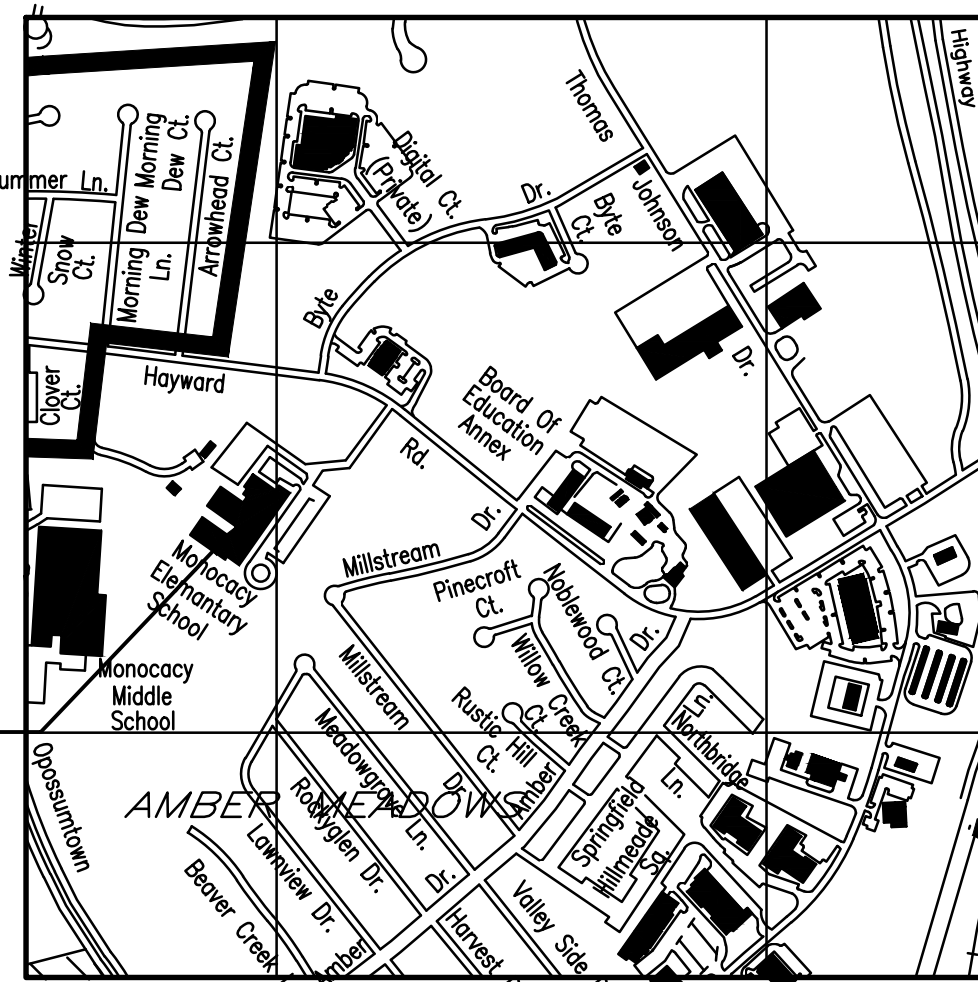 Highway
Thomas
Johnson
Dr.
Digital Ct.
(Private)
Dr.
Byte
Ct.
Byte
Morning
Dew Ct.
Arrowhead Ct.
ummer Ln.
Winter
Snow
Ct.
Morning Dew
Ln.
Clover
Ct.
Hayward
Rd.
Board Of
Education
Annex
Dr.
Millstream
Pinecroft
Ct.
Noblewood Ct.
Dr.
Willow Creek
Ct.
Rustic Hill
Ct.
Monocacy
Elemantary
School
Monocacy
Middle
School
Millstream
Dr.
Meadowgrove Ln.
Rockyglen Dr.
Lawnview Dr.
Beaver Creek
Opossumtown
AMBER MEADOWS
Amber
Dr.
Amber
Ln.
Northbridge
Ln.
Springfield
Hillmeade
Sq.
Valley Side
Harvest